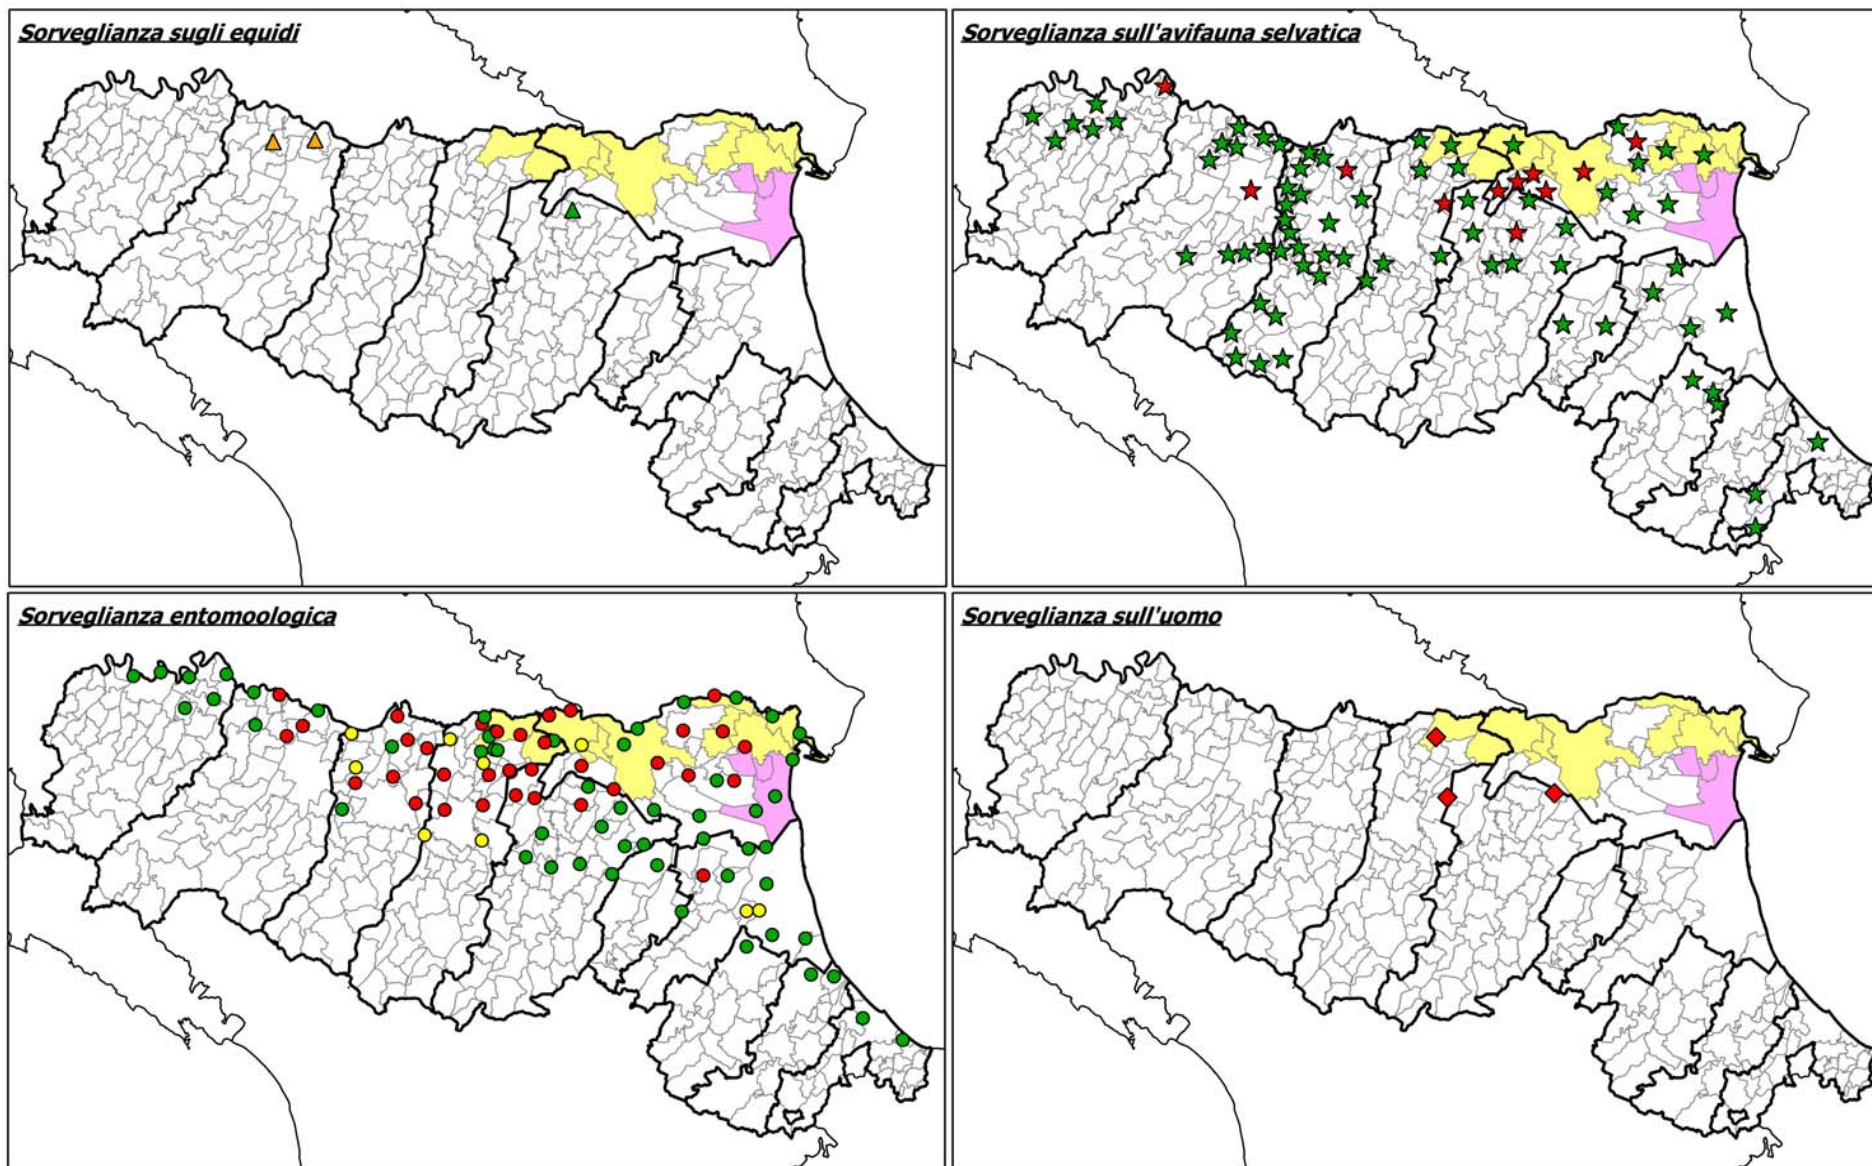 Sorveglianza sugli equidi
Sorveglianza sull'avifauna selvatica
Sorveglianza entomoologica
Sorveglianza sull'uomo